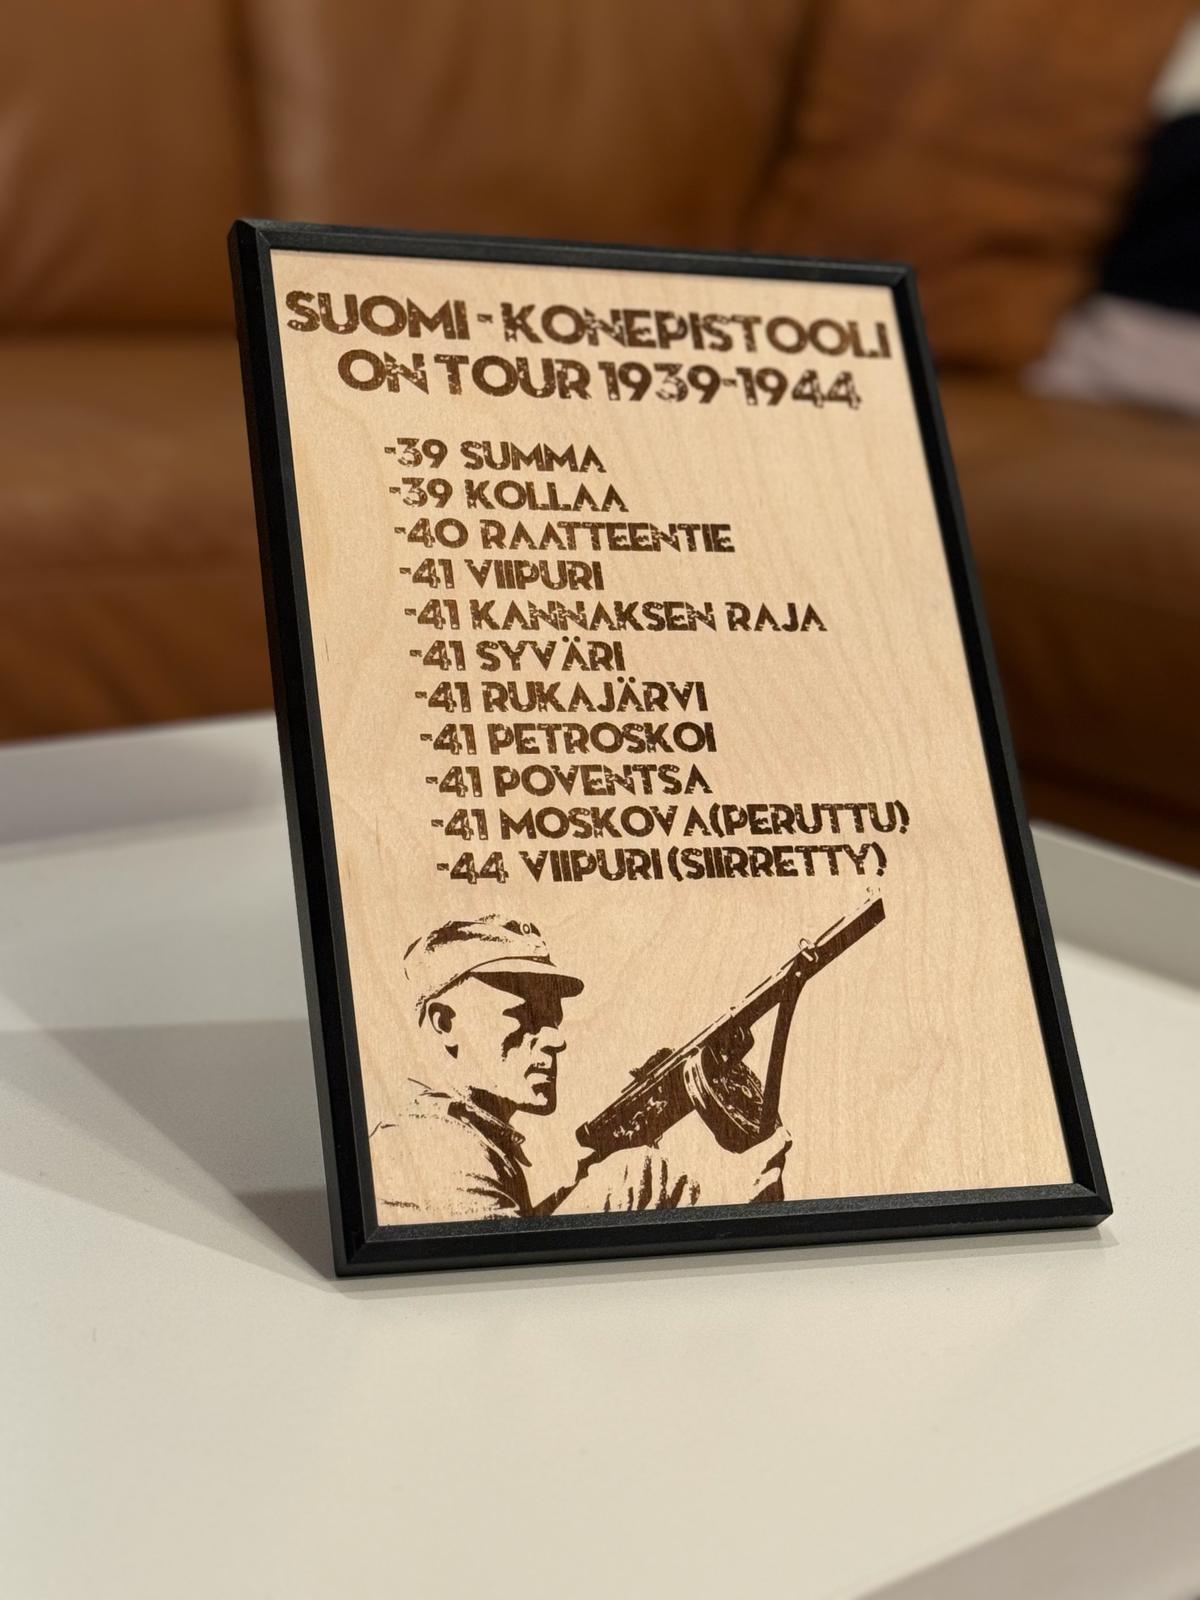 SUOMI - KONEPISTOOLI
ON TOUR 1939-1944
-39 SUMMA
-39 KOLLAA
-40 RAATTEENTIE
-41 VIIPURI
-41 KANNAKSEN RAJA
-41 SYVÄRI
-41 RUKAJÄRVI
-41 PETROSKOI
-41 POVENTSA
-41 MOSKOVA(PERUTTU)
-44 VIIPURI(SIIRRETTY)